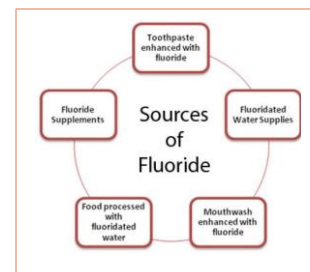 Toothpaste
enhanced with
fluoride
Fluoride
Supplements
Sources
of
Fluoride
Fluoridated
Water Supplies
Food processed
with
fluoridated
water
Mouthwash
enhanced with
fluoride